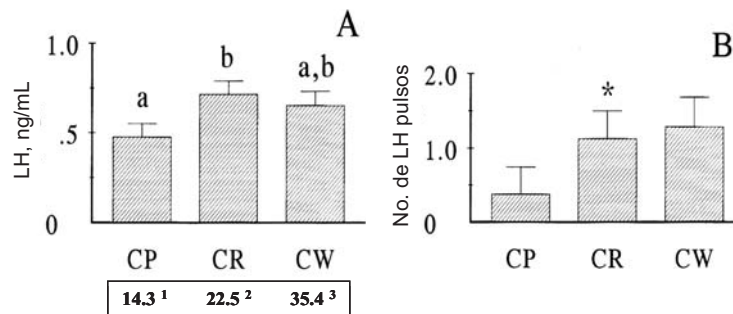 A
LH, ng/mL
1.0
.5
0
a
b
a,b
CP
CR
CW
14.3 ¹ 22.5 ² 35.4 ³
B
No. de LH pulsos
2.0
1.0
0
*
CP
CR
CW